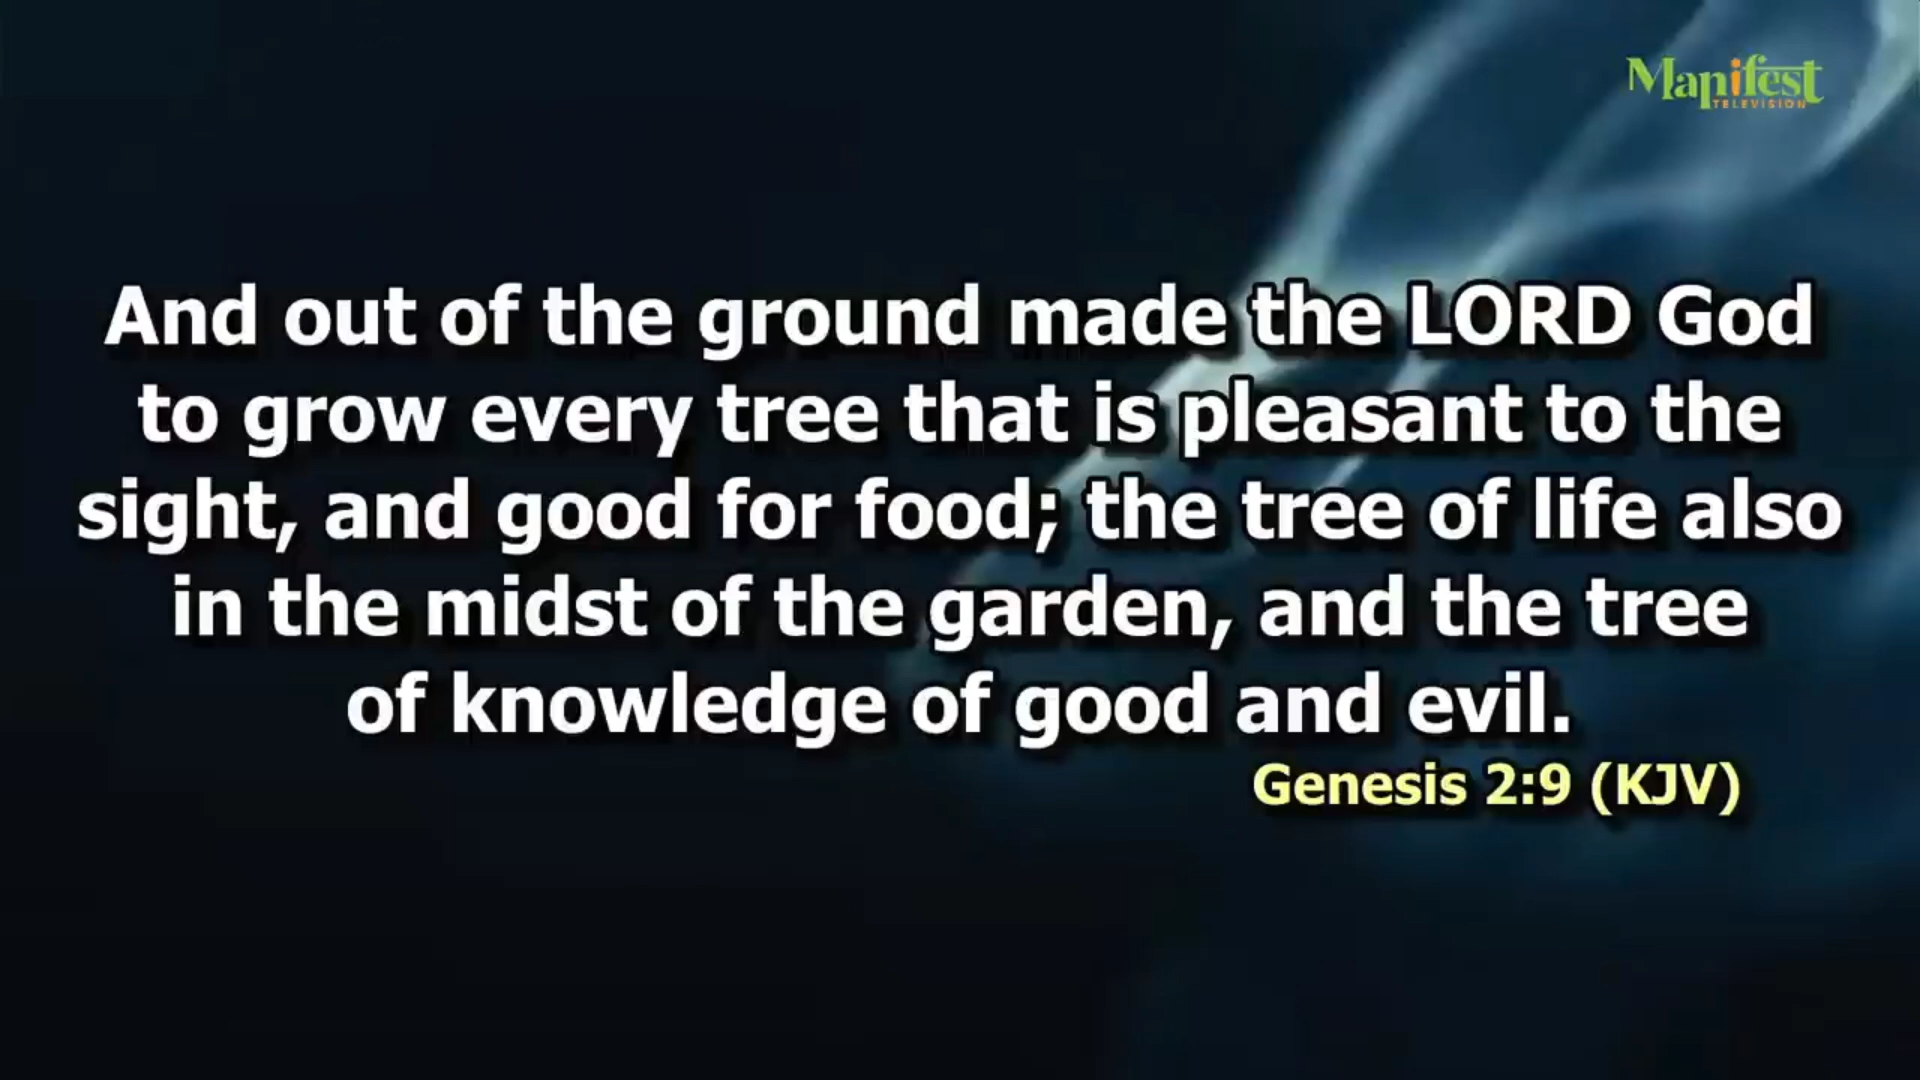 Manifest
TELEVISION
And out of the ground made the LORD God
to grow every tree that is pleasant to the
sight, and good for food; the tree of life also
in the midst of the garden, and the tree
of knowledge of good and evil.
Genesis 2:9 (KJV)